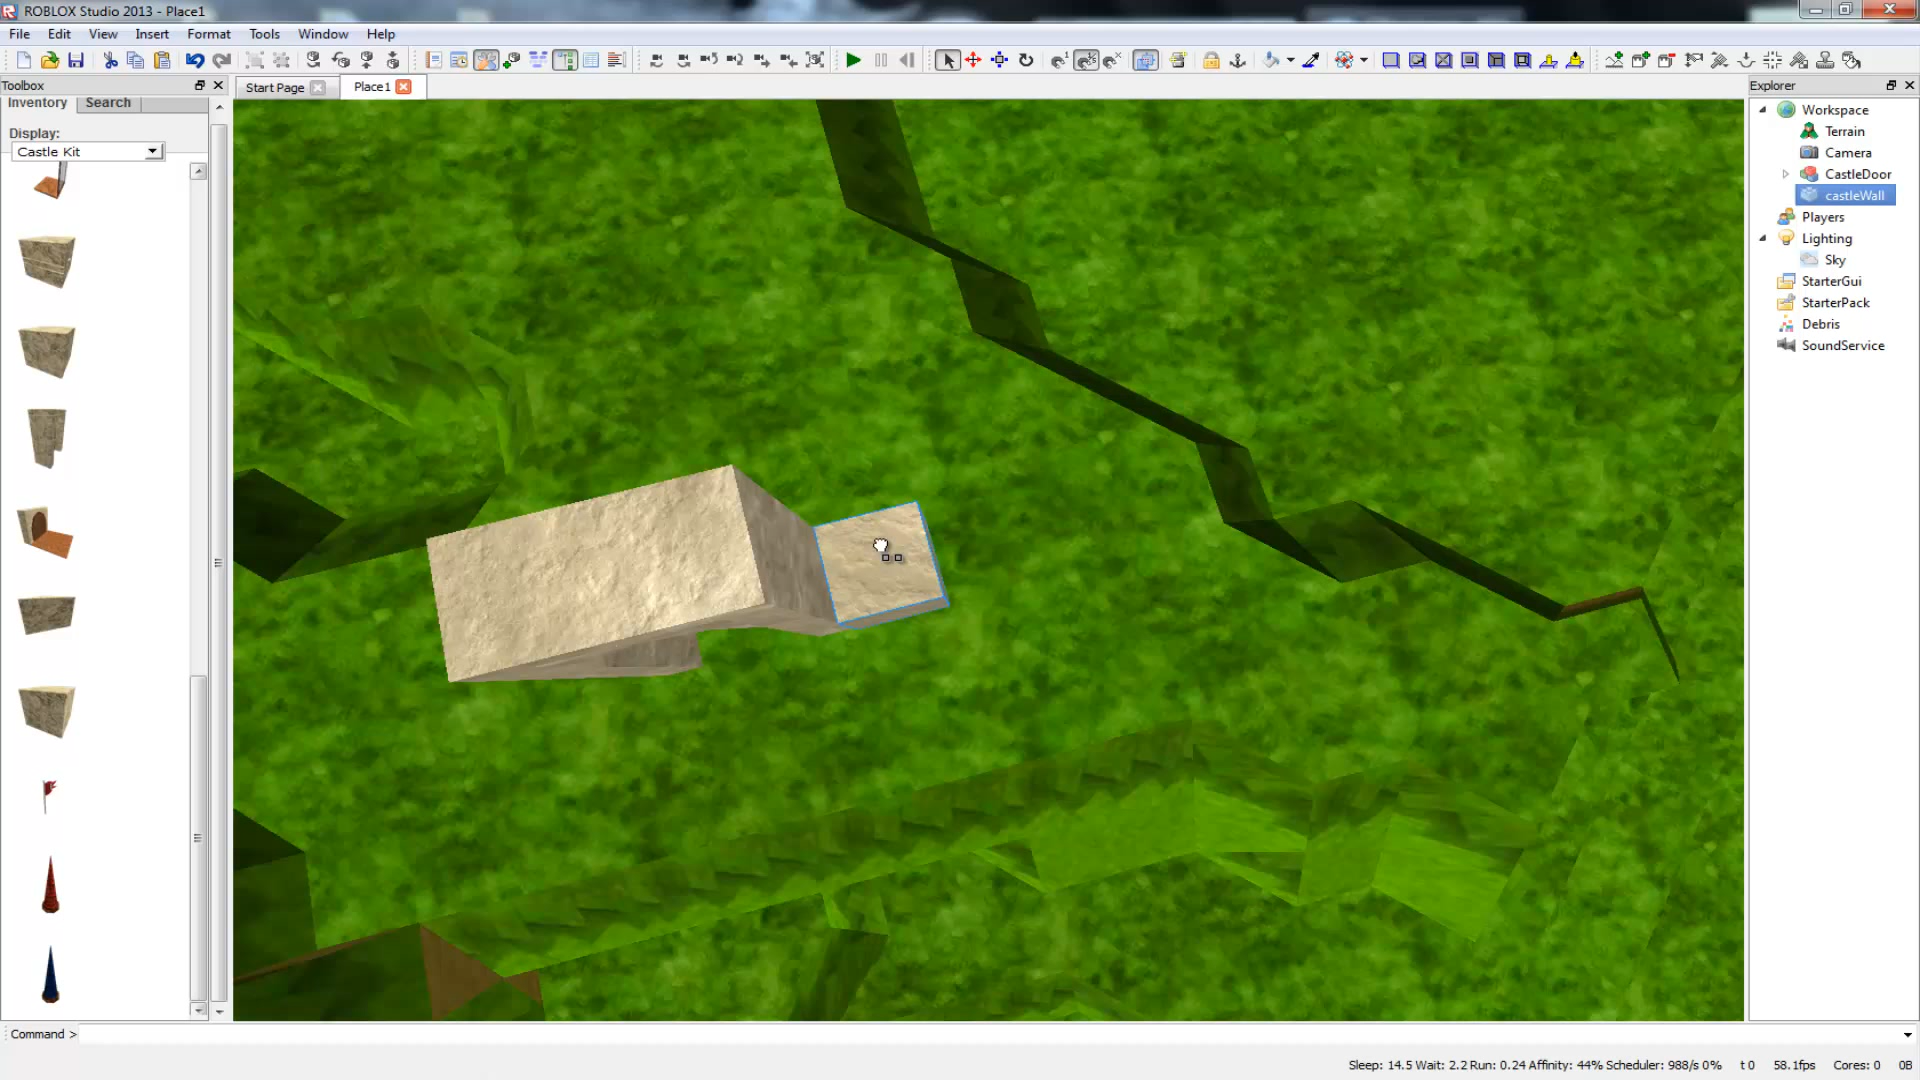 ROBLOX Studio 2013 - Place1
File Edit View Insert Format Tools Window Help
Toolbox
Start Page
Place1
Explorer
Inventory Search
Display:
Castle Kit
Workspace
Terrain
Camera
CastleDoor
castleWall
Players
Lighting
Sky
StarterGui
StarterPack
Debris
SoundService
Command >
Sleep: 14.5 Wait: 2.2 Run: 0.24 Affinity: 44% Scheduler: 988/s 0% t 0 58.1fps Cores: 0 0B